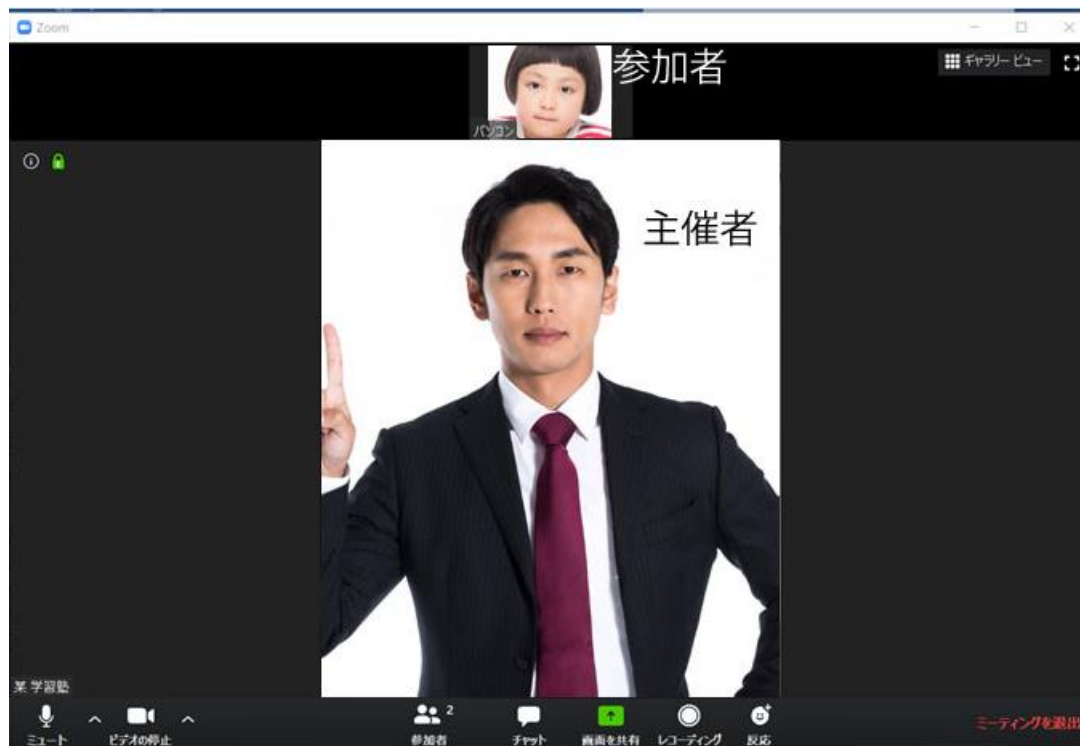 Zoom
参加者
ギャラリー ビュー
パソコン
主催者
某 学習塾
2
ミュート
ビデオの停止
参加者
チャット
画面を共有
レコーディング
反応
ミーティングを退出